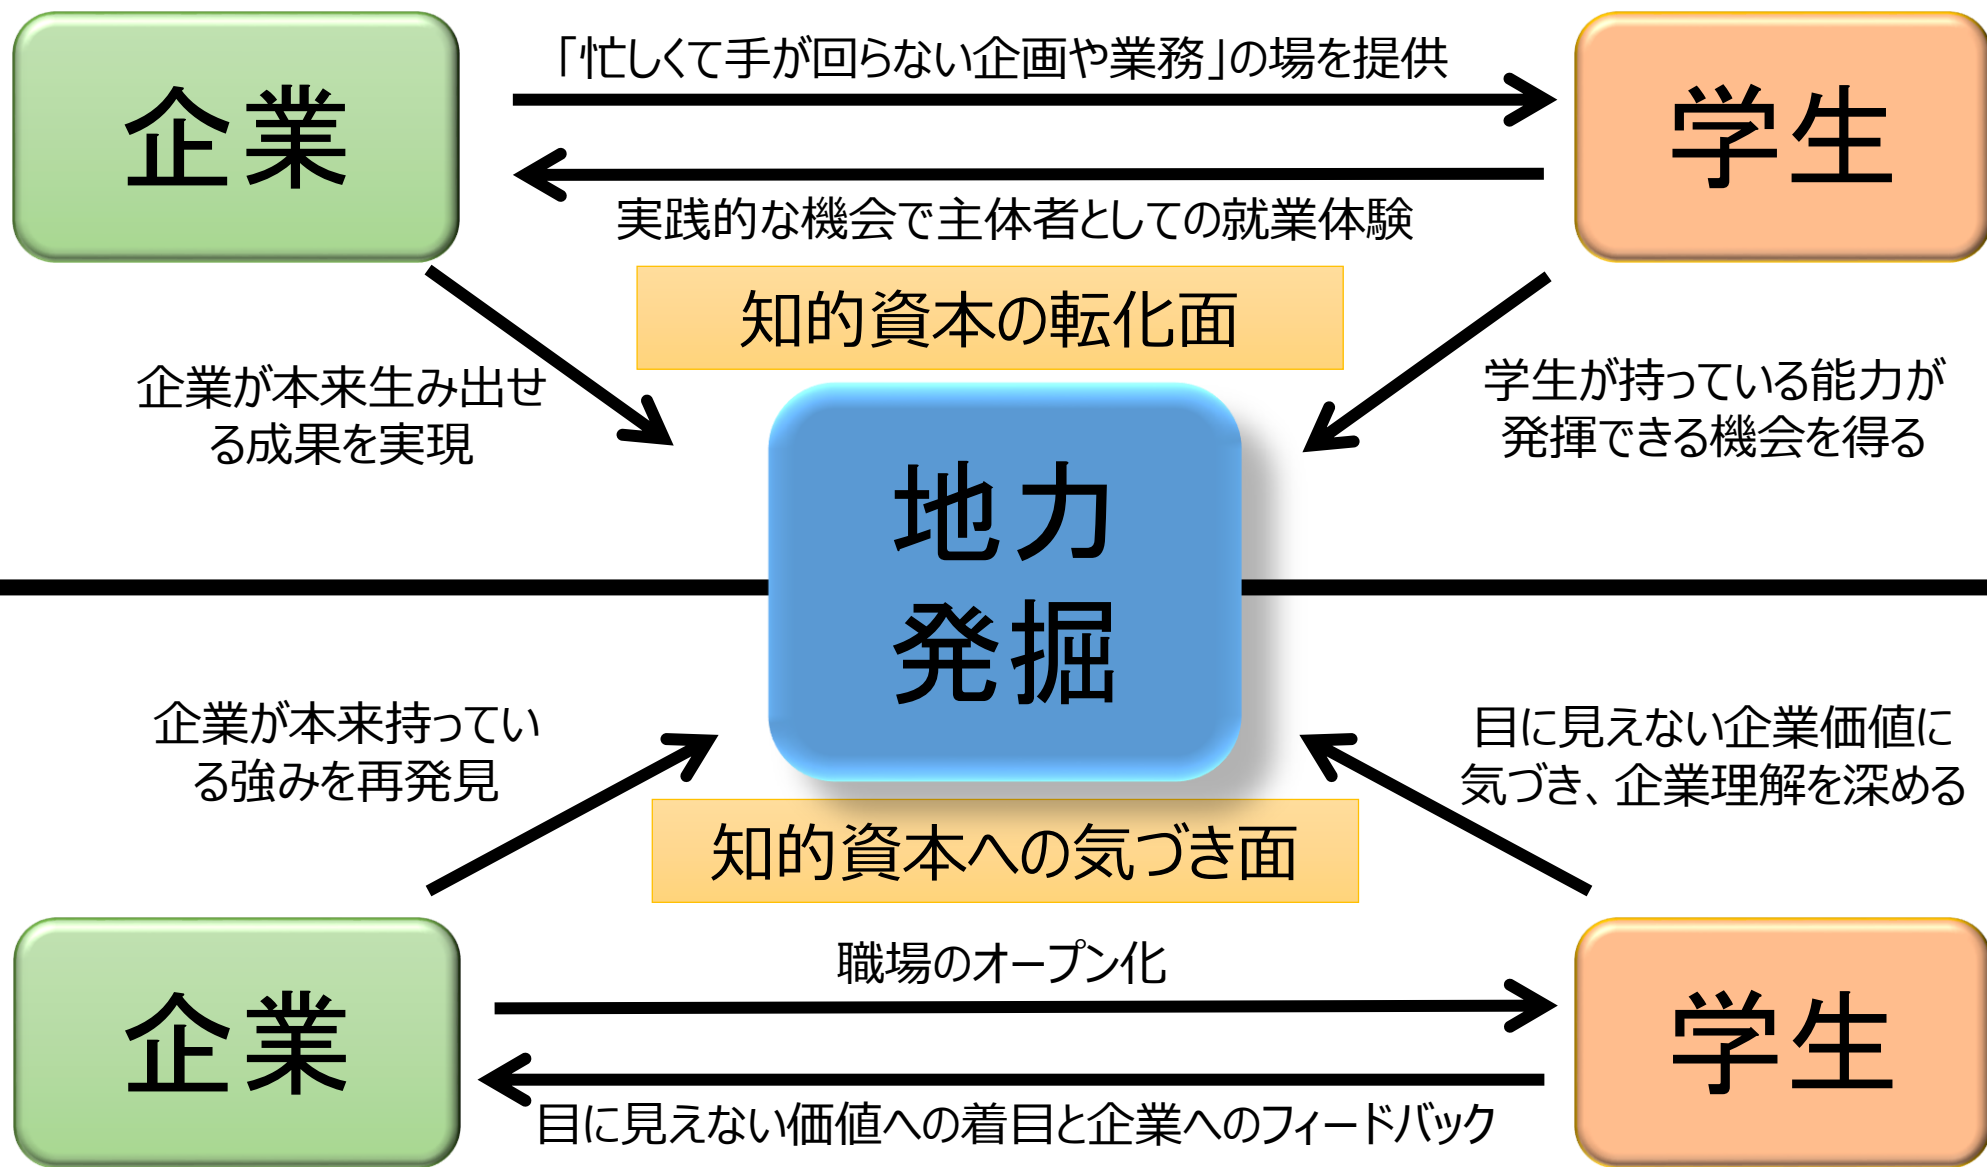 企業
「忙しくて手が回らない企画や業務」の場を提供
学生
実践的な機会で主体者としての就業体験
知的資本の転化面
企業が本来生み出せ
る成果を実現
学生が持っている能力が
発揮できる機会を得る
地力
発掘
企業が本来持ってい
る強みを再発見
目に見えない企業価値に
気づき、企業理解を深める
知的資本への気づき面
企業
職場のオープン化
学生
目に見えない価値への着目と企業へのフィードバック